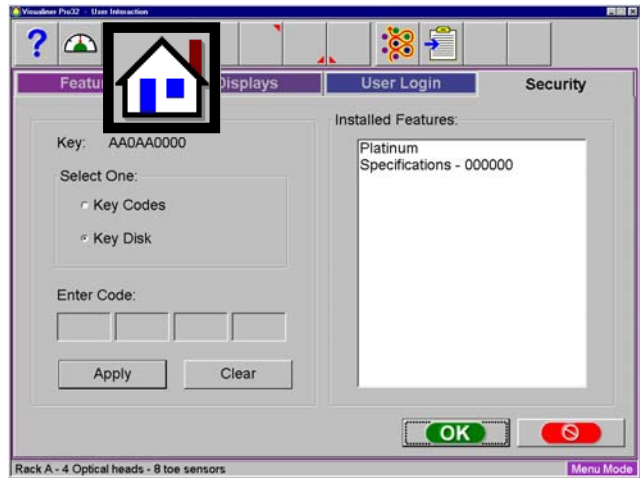 Visualiner Pro32 - User Interaction
?
Displays
User Login
Security
Key: AA0AA0000
Select One:
Key Codes
Key Disk
Enter Code:
Apply
Clear
Installed Features:
Platinum
Specifications - 000000
OK
Rack A - 4 Optical heads - 8 toe sensors
Menu Mode